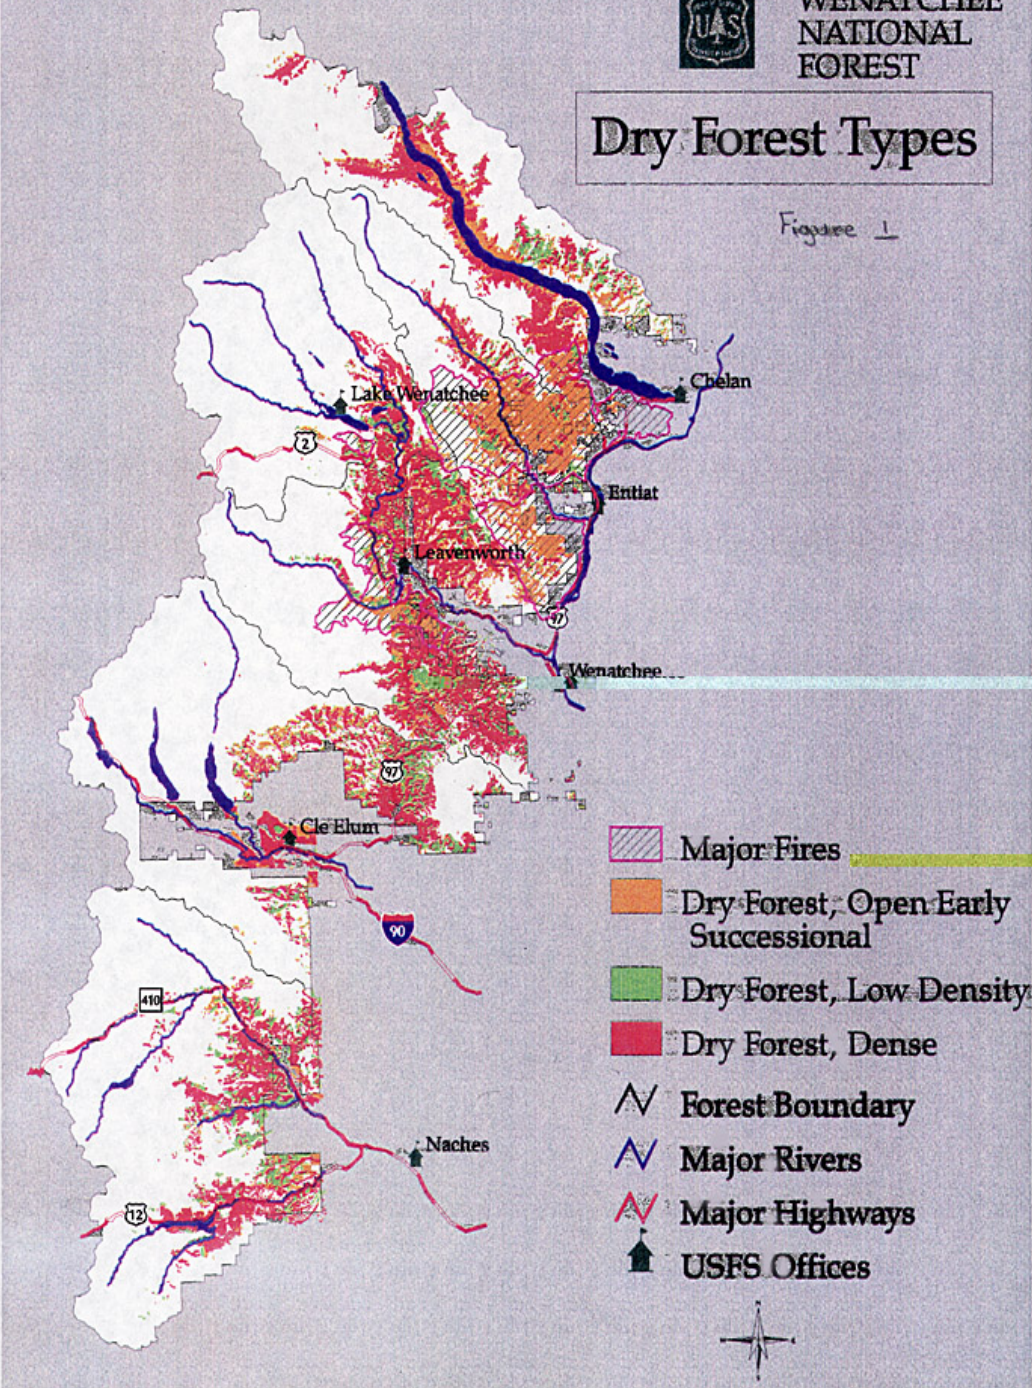 WENATCHEE
NATIONAL
FOREST
UAS
Dry Forest Types
Figure 1
Chelan
Lake Wenatchee
2
Entiat
Leavenworth
97
Wenatchee
97
Cle Elum
90
410
Naches
12
Major Fires
Dry Forest, Open Early
Successional
Dry Forest, Low Density
Dry Forest, Dense
Forest Boundary
Major Rivers
Major Highways
USFS Offices